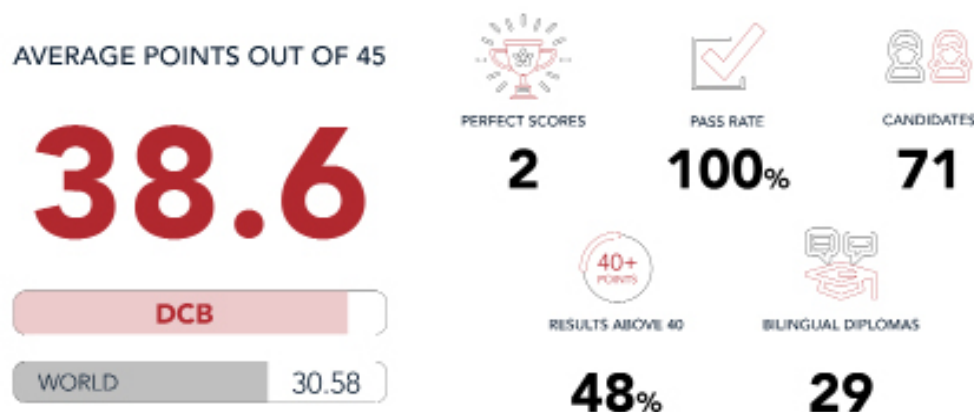 AVERAGE POINTS OUT OF 45
38.6
DCB
WORLD 30.58
PERFECT SCORES
2
PASS RATE
100%
CANDIDATES
71
40+
POINTS
RESULTS ABOVE 40
48%
BILINGUAL DIPLOMAS
29